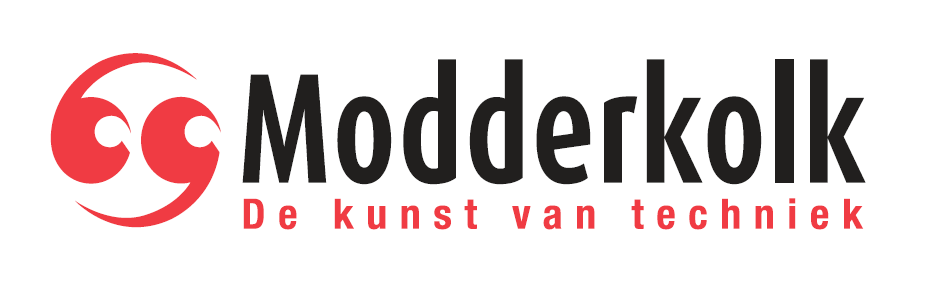 Modderkolk
De kunst van techniek